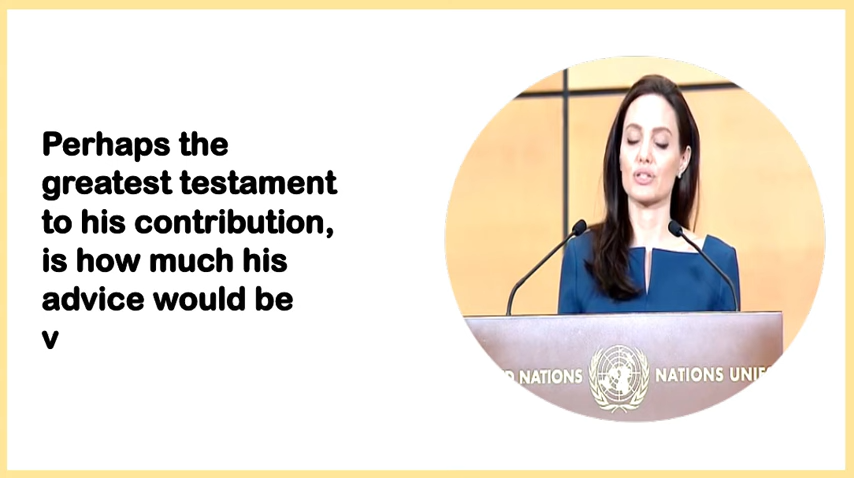 Perhaps the
greatest testament
to his contribution,
is how much his
advice would be
v
NATIONS
NATIONS